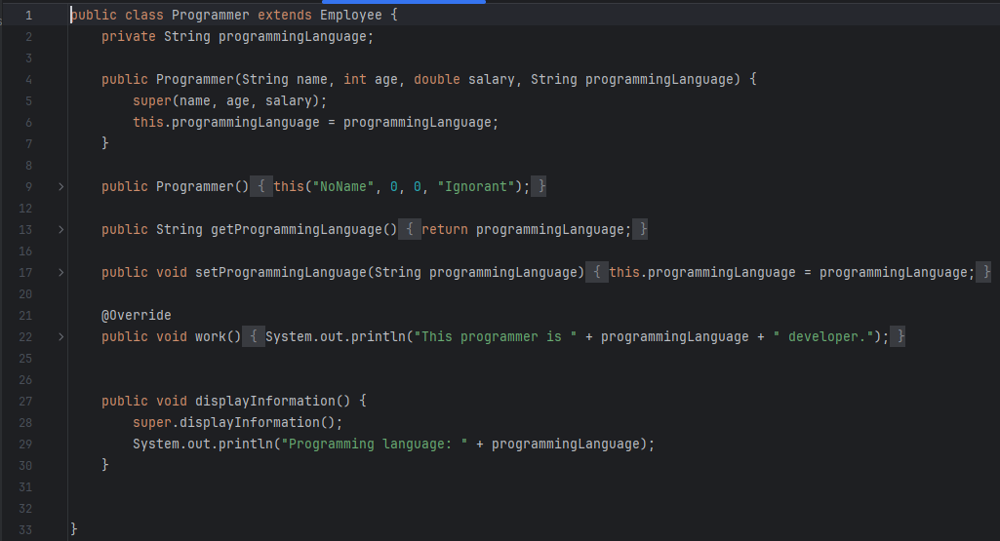 1 public class Programmer extends Employee {
2 private String programmingLanguage;
3
4 public Programmer(String name, int age, double salary, String programmingLanguage) {
5 super(name, age, salary);
6 this.programmingLanguage = programmingLanguage;
7 }
8
9 public Programmer() { this("NoName", 0, 0, "Ignorant"); }
12
13 public String getProgrammingLanguage() { return programmingLanguage; }
16
17 public void setProgrammingLanguage(String programmingLanguage) { this.programmingLanguage = programmingLanguage; }
20
21 @Override
22 public void work() { System.out.println("This programmer is " + programmingLanguage + " developer."); }
25
26
27 public void displayInformation() {
28 super.displayInformation();
29 System.out.println("Programming language: " + programmingLanguage);
30 }
31
32
33 }